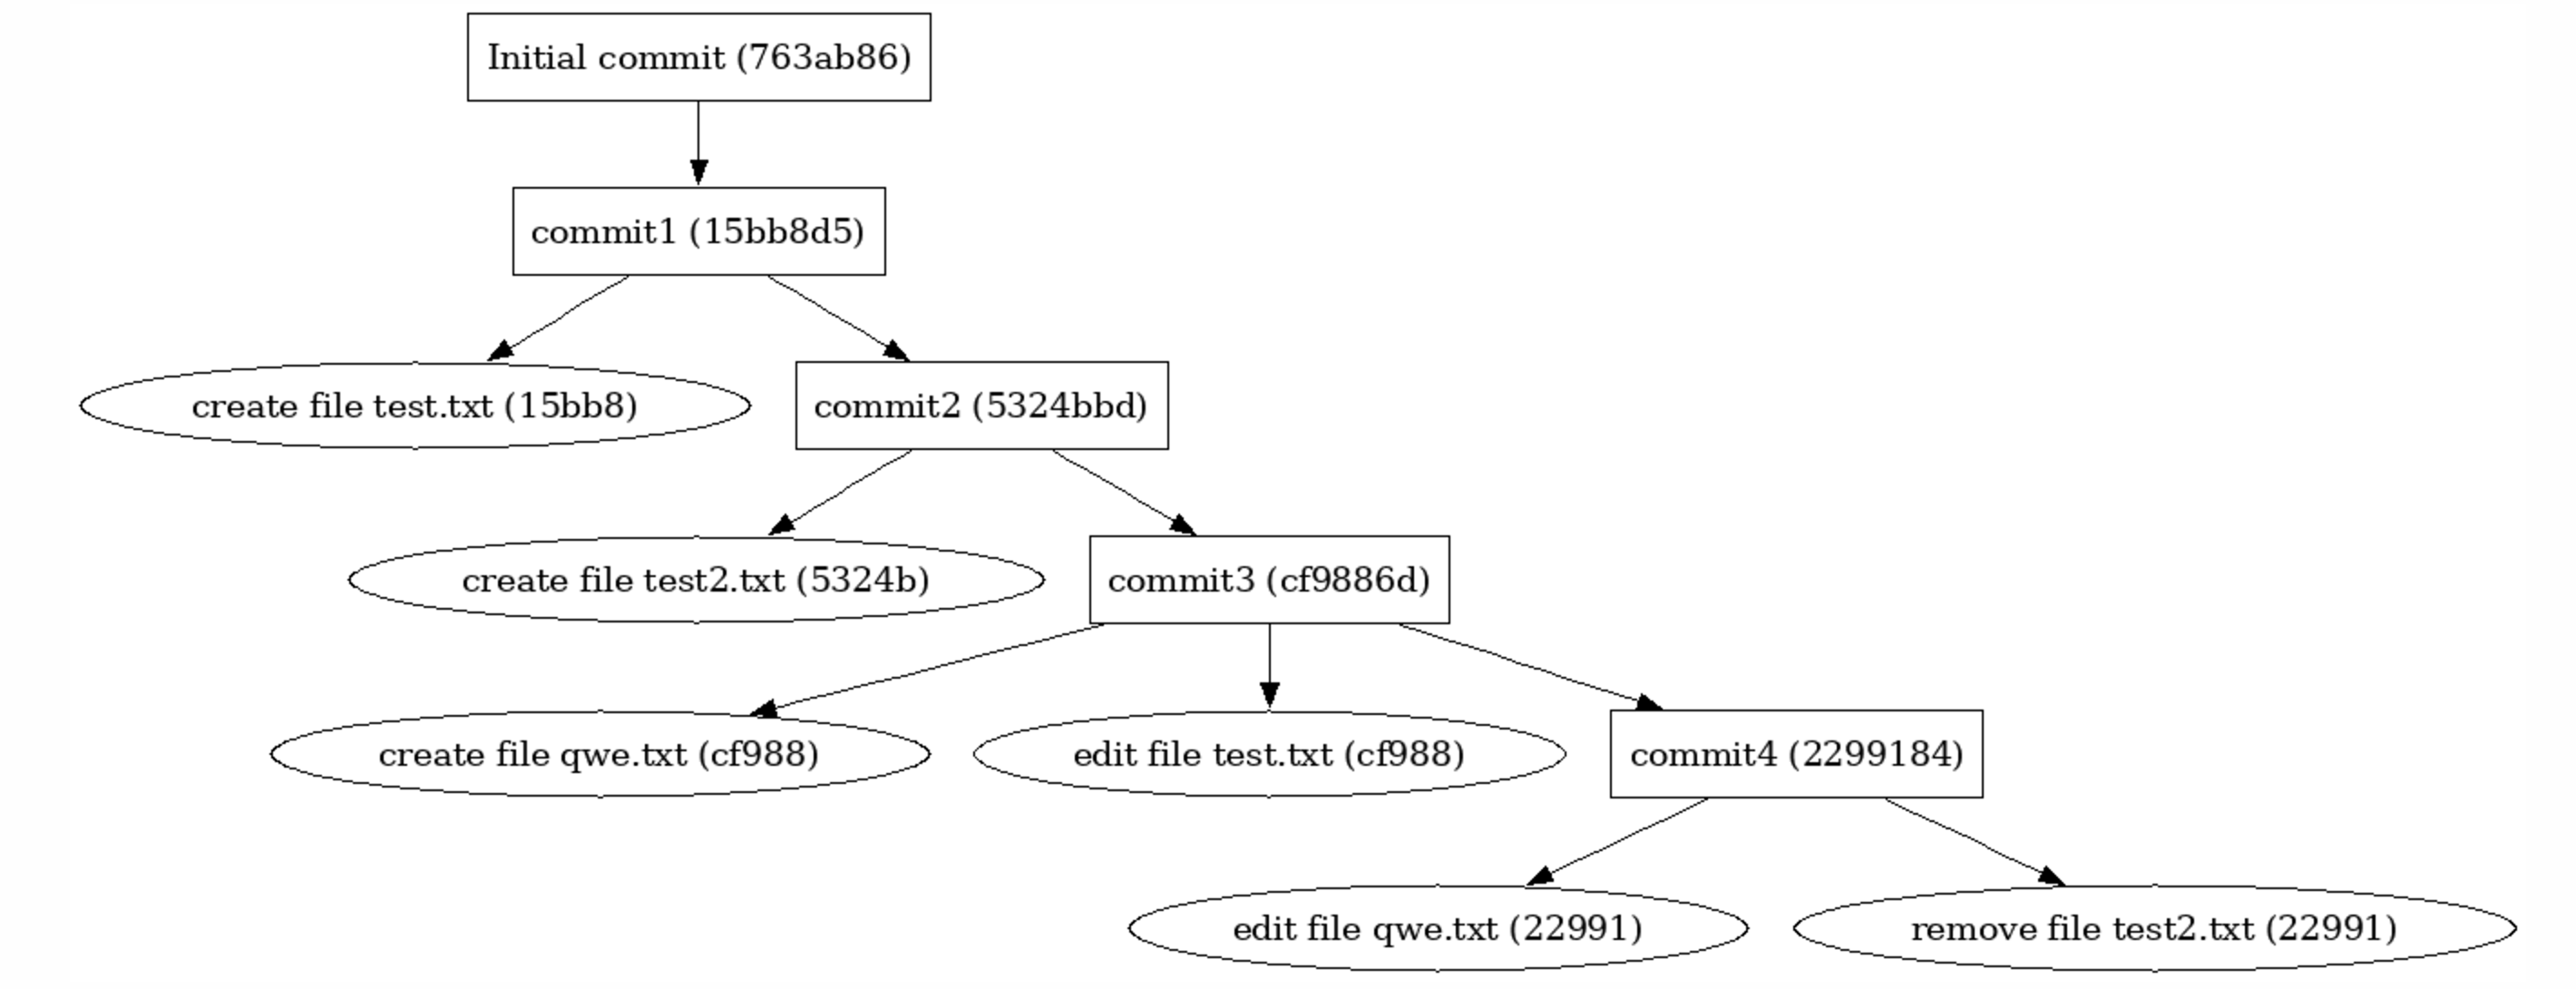 Initial commit (763ab86)
commit1 (15bb8d5)
create file test.txt (15bb8)
commit2 (5324bbd)
create file test2.txt (5324b)
commit3 (cf9886d)
create file qwe.txt (cf988)
edit file test.txt (cf988)
commit4 (2299184)
edit file qwe.txt (22991)
remove file test2.txt (22991)